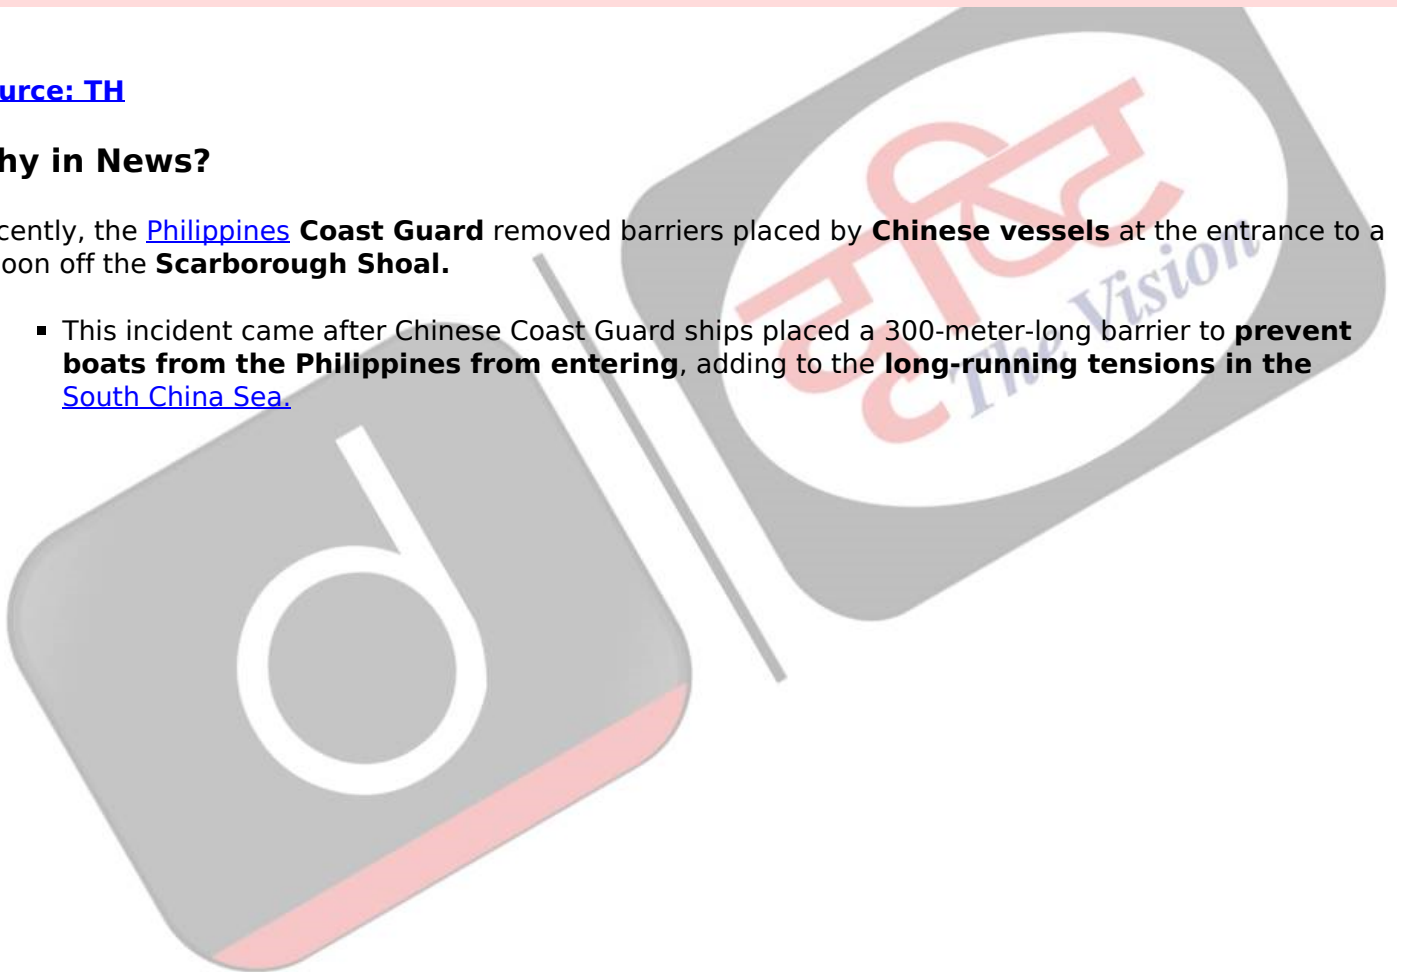 urce: TH
hy in News?
cently, the Philippines Coast Guard removed barriers placed by Chinese vessels at the entrance to a
oon off the Scarborough Shoal.
▪ This incident came after Chinese Coast Guard ships placed a 300-meter-long barrier to prevent
boats from the Philippines from entering, adding to the long-running tensions in the
South China Sea.
दृष्टि
The Vision
d